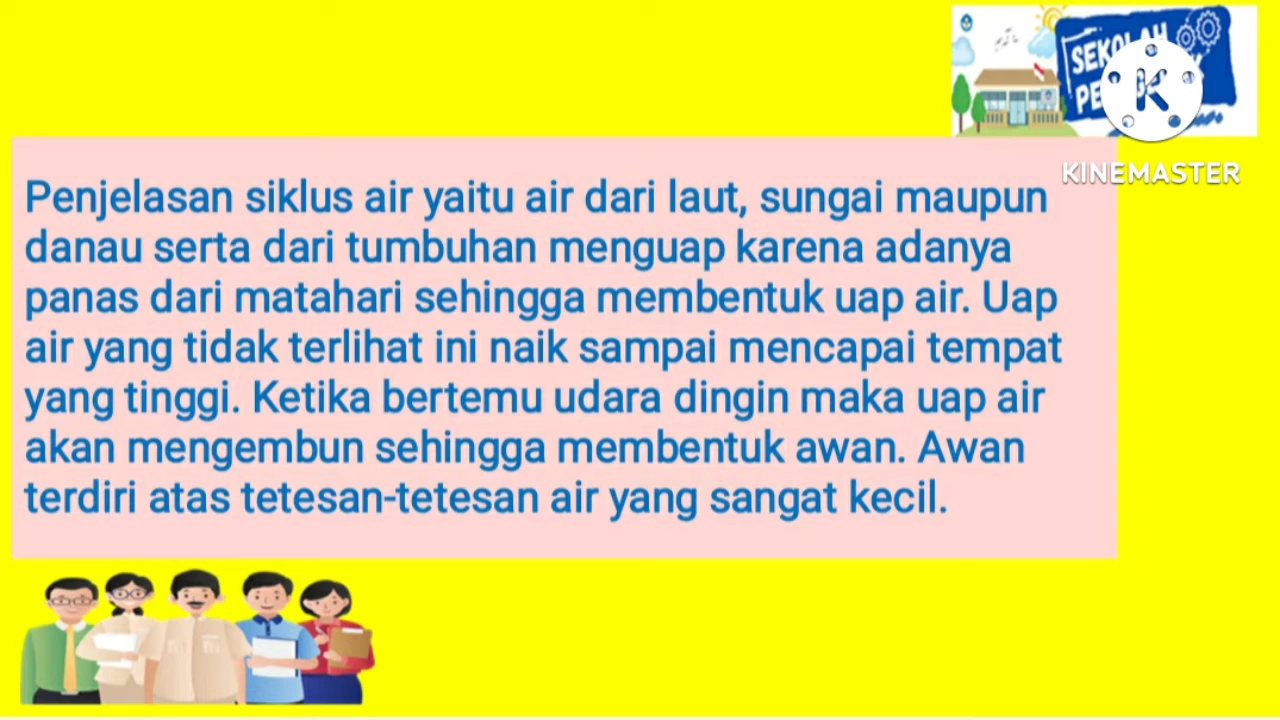 SEKOLAH
K
KINEMASTER
Penjelasan siklus air yaitu air dari laut, sungai maupun
danau serta dari tumbuhan menguap karena adanya
panas dari matahari sehingga membentuk uap air. Uap
air yang tidak terlihat ini naik sampai mencapai tempat
yang tinggi. Ketika bertemu udara dingin maka uap air
akan mengembun sehingga membentuk awan. Awan
terdiri atas tetesan-tetesan air yang sangat kecil.